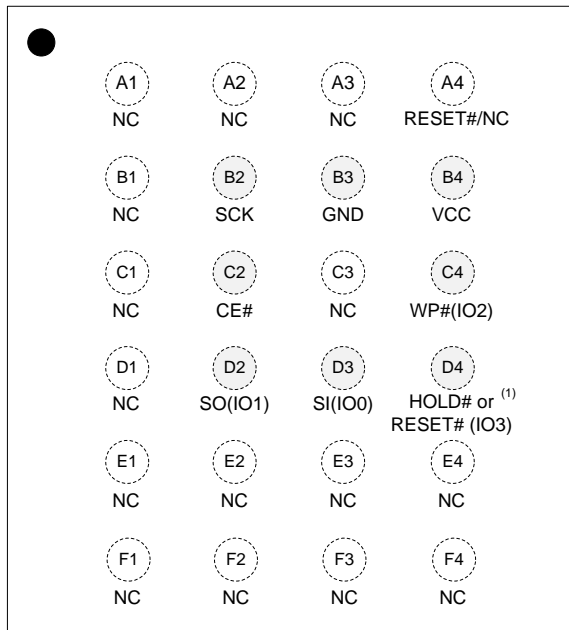 A1 A2 A3 A4
NC NC NC RESET#/NC
B1 B2 B3 B4
NC SCK GND VCC
C1 C2 C3 C4
NC CE# NC WP#(IO2)
D1 D2 D3 D4
NC SO(IO1) SI(IO0) HOLD# or (1)
RESET# (IO3)
E1 E2 E3 E4
NC NC NC NC
F1 F2 F3 F4
NC NC NC NC